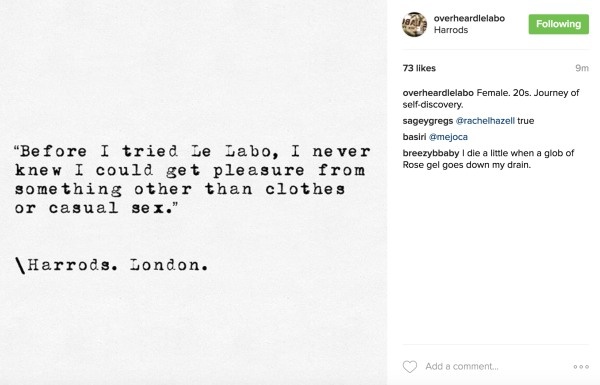 "Before I tried Le Labo, I never
knew I could get pleasure from
something other than clothes
or casual sex."
\Harrods. London.
overheardlelabo
Harrods
Following
73 likes
9m
overheardlelabo Female. 20s. Journey of
self-discovery.
sageygregs @rachelhazell true
basiri @mejoca
breezybbaby I die a little when a glob of
Rose gel goes down my drain.
Add a comment...